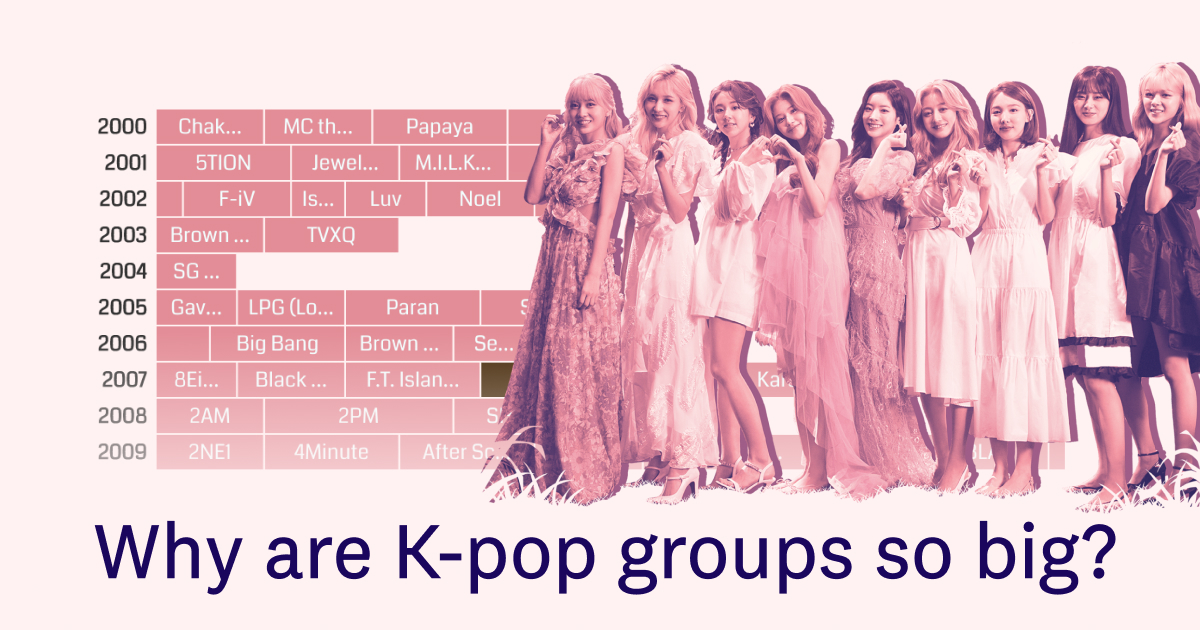 2000 Chak... MC th... Papaya
2001 5TION Jewel... M.I.L.K...
2002 F-iV Is... Luv Noel
2003 Brown ... TVXQ
2004 SG ...
2005 Gav... LPG (Lo... Paran S
2006 Big Bang Brown ... Se...
2007 8Ei... Black ... F.T. Islan... Kar
2008 2AM 2PM S
2009 2NE1 4Minute After Sc... BLA
Why are K-pop groups so big?